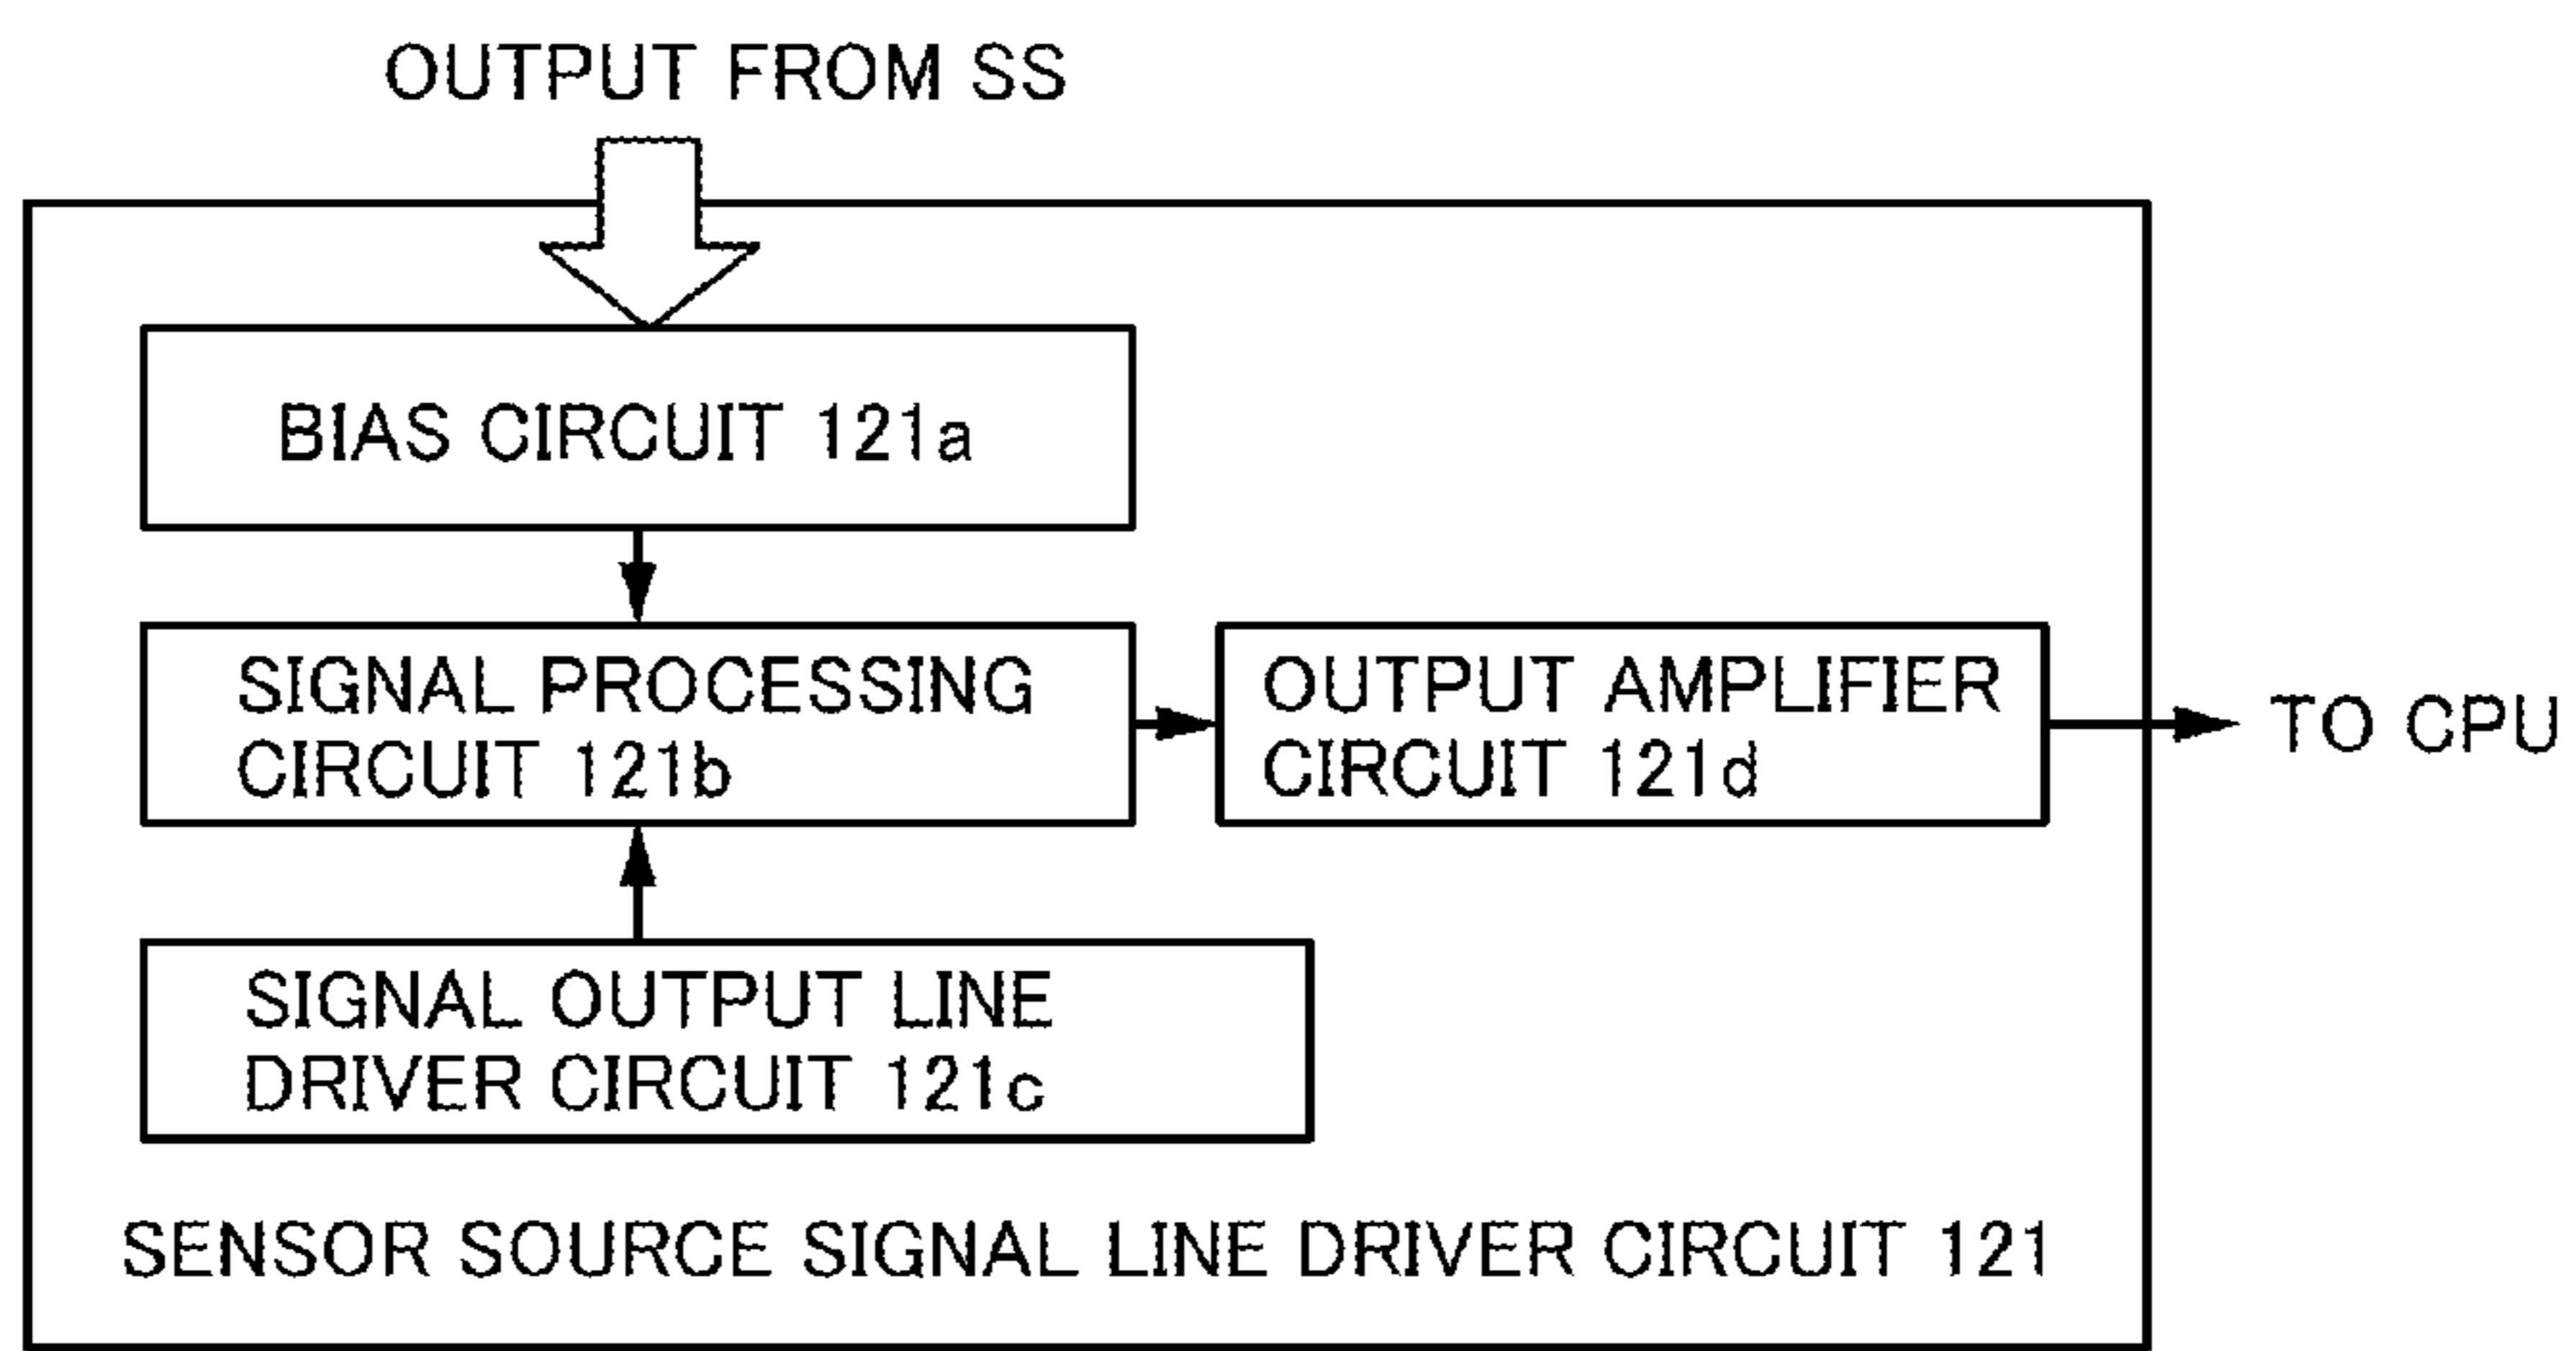 OUTPUT FROM SS
BIAS CIRCUIT 121a
SIGNAL PROCESSING
CIRCUIT 121b
OUTPUT AMPLIFIER
CIRCUIT 121d
TO CPU
SIGNAL OUTPUT LINE
DRIVER CIRCUIT 121c
SENSOR SOURCE SIGNAL LINE DRIVER CIRCUIT 121